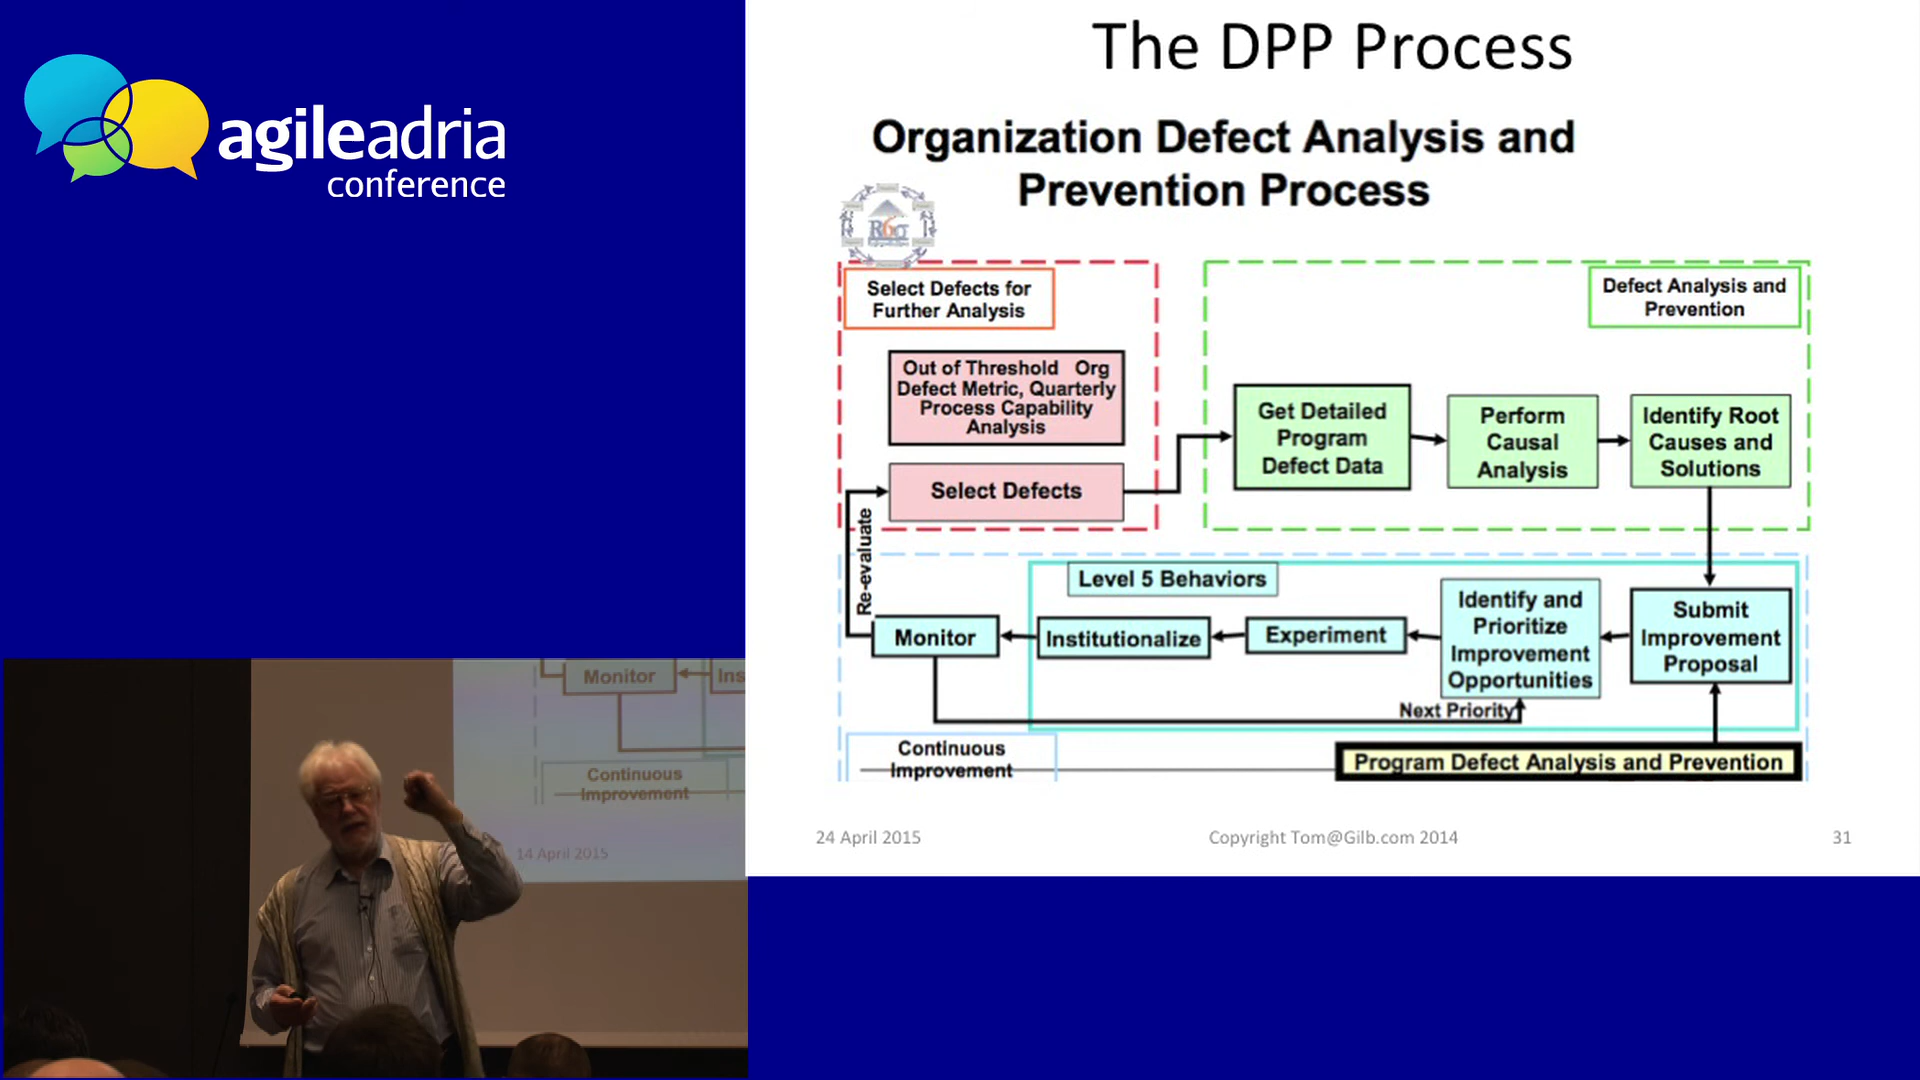 agileadria
conference
The DPP Process
Organization Defect Analysis and
Prevention Process
R6σ
Select Defects for
Further Analysis
Out of Threshold Org
Defect Metric, Quarterly
Process Capability
Analysis
Select Defects
Defect Analysis and
Prevention
Get Detailed
Program
Defect Data
Perform
Causal
Analysis
Identify Root
Causes and
Solutions
Re-evaluate
Level 5 Behaviors
Monitor
Institutionalize
Experiment
Identify and
Prioritize
Improvement
Opportunities
Submit
Improvement
Proposal
Next Priority
Continuous
Improvement
Program Defect Analysis and Prevention
24 April 2015
Copyright Tom@Gilb.com 2014
31
Monitor
Ins
Continuous
Improvement
14 April 2015